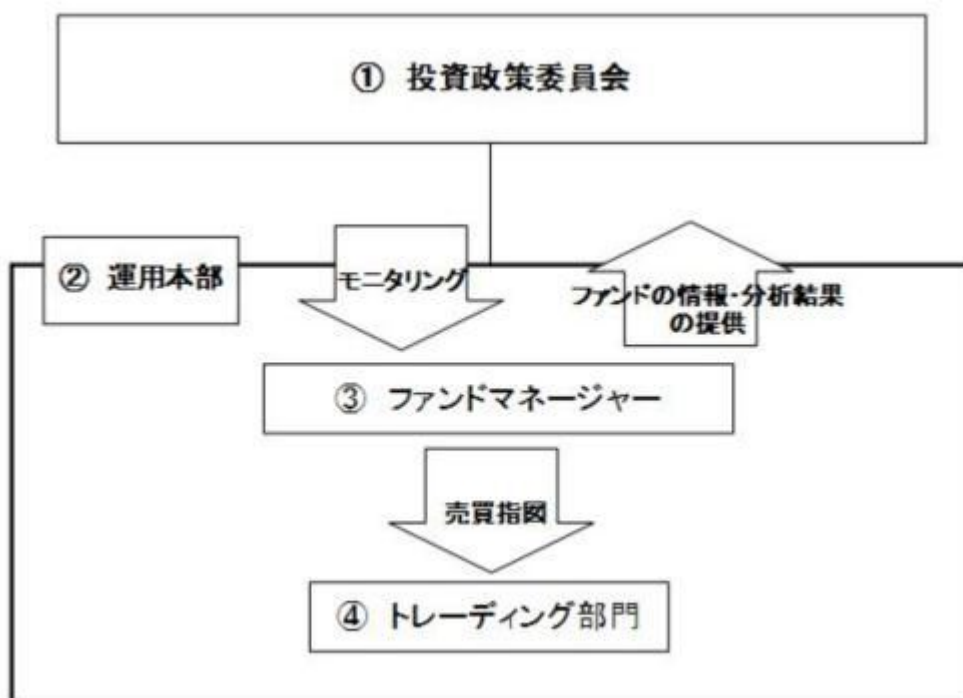 ① 投資政策委員会
② 運用本部
モニタリング
ファンドの情報・分析結果
の提供
③ ファンドマネージャー
売買指図
④ トレーディング部門